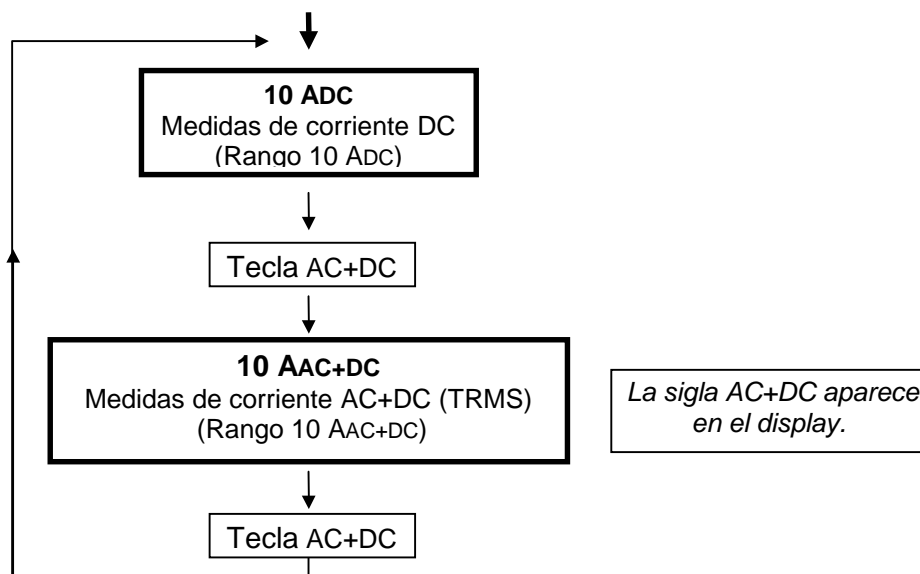 10 ADC
Medidas de corriente DC
(Rango 10 ADC)
Tecla AC+DC
10 AAC+DC
Medidas de corriente AC+DC (TRMS)
(Rango 10 AAC+DC)
La sigla AC+DC aparece
en el display.
Tecla AC+DC